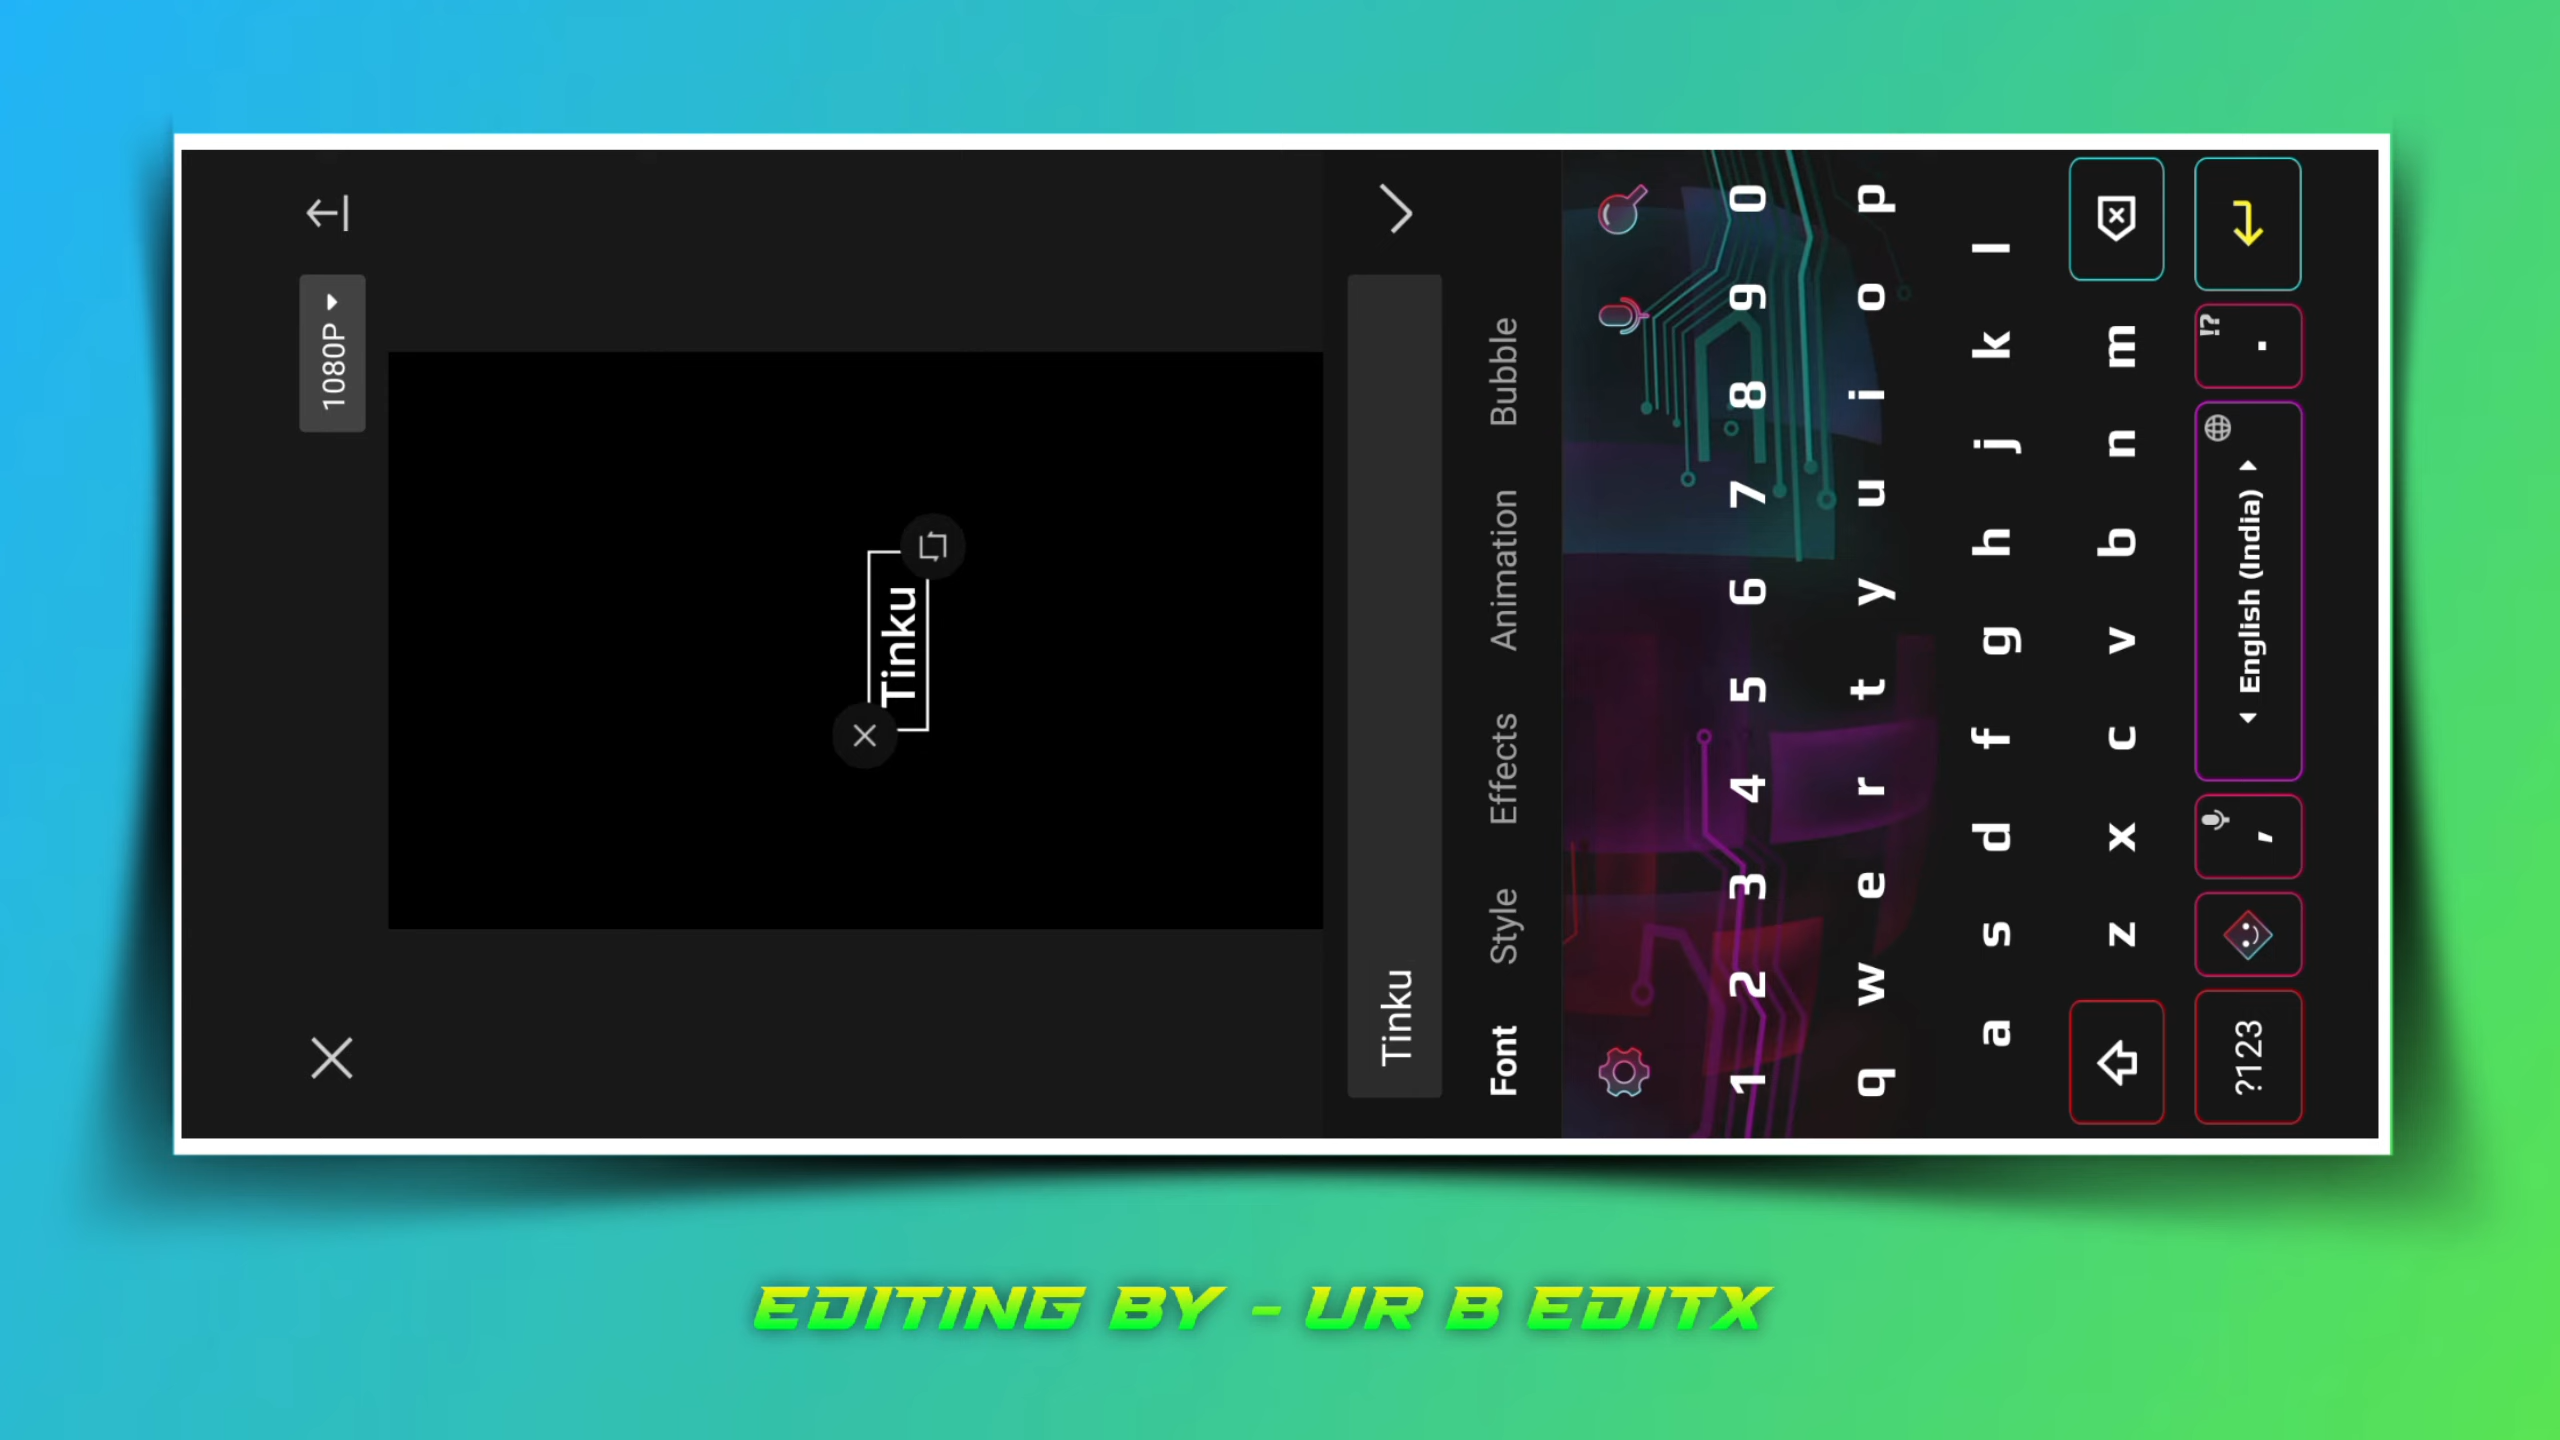 1080P
Tinku
Tinku
Font Style Effects Animation Bubble
1 2 3 4 5 6 7 8 9 0
q w e r t y u i o p
a s d f g h j k l
z x c v b n m
?123 , English (India) . !?
EDITING BY - UR B EDITX